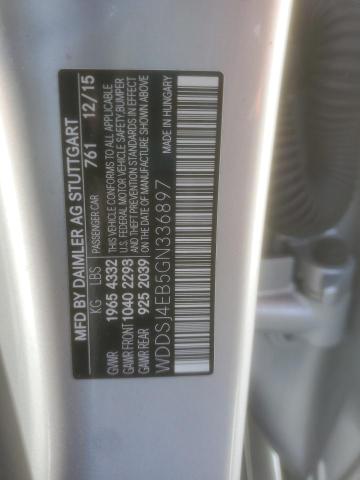 MFD BY DAIMLER AG STUTTGART
PASSENGER CAR 761 12/15
KG LBS
GVWR 1965 4332
GAWR FRONT 1040 2293
GAWR REAR 925 2039
THIS VEHICLE CONFORMS TO ALL APPLICABLE
U.S. FEDERAL MOTOR VEHICLE SAFETY, BUMPER
AND THEFT PREVENTION STANDARDS IN EFFECT
ON THE DATE OF MANUFACTURE SHOWN ABOVE
MADE IN HUNGARY
WDDSJ4EB5GN336897